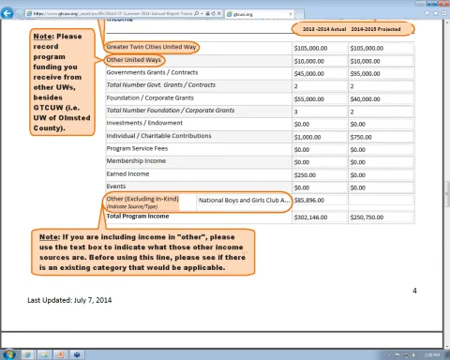 gtcuw.org
Income
2013 -2014 Actual 2014-2015 Projected
Note: Please
record
program
funding you
receive from
other UWs,
besides
GTCUW (i.e.
UW of Olmsted
County).
Greater Twin Cities United Way $105,000.00 $105,000.00
Other United Ways $10,000.00 $10,000.00
Governments Grants / Contracts $45,000.00 $95,000.00
Total Number Govt. Grants / Contracts 2 2
Foundation / Corporate Grants $55,000.00 $40,000.00
Total Number Foundation / Corporate Grants 3 2
Investments / Endowment $0.00 $0.00
Individual / Charitable Contributions $1,000.00 $750.00
Program Service Fees $0.00 $0.00
Membership Income $0.00 $0.00
Earned Income $250.00 $0.00
Events $0.00 $0.00
Other (Excluding In-Kind) National Boys and Girls Club A... $85,896.00
(Indicate Source/Type)
Total Program Income $302,146.00 $250,750.00
Note: If you are including income in "other", please
use the text box to indicate what those other income
sources are. Before using this line, please see if there
is an existing category that would be applicable.
4
Last Updated: July 7, 2014